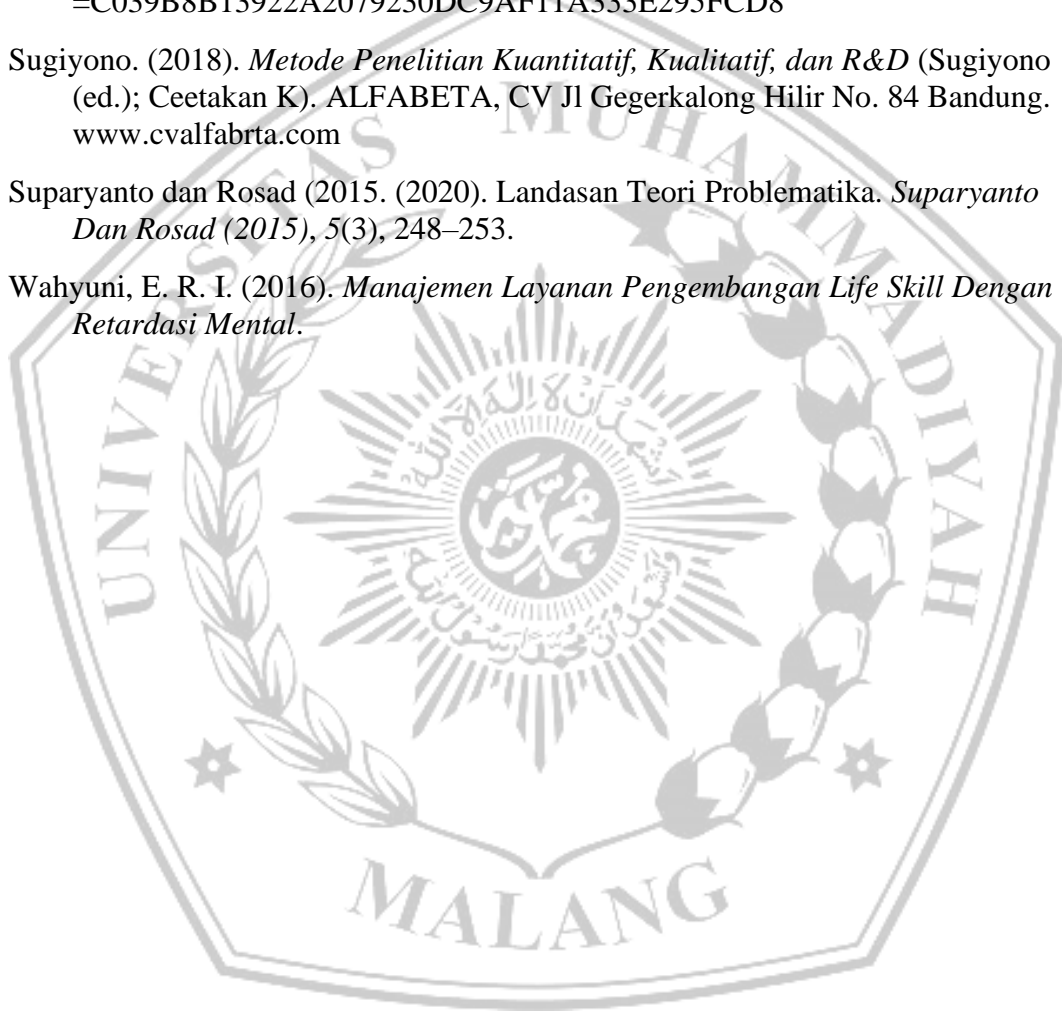 =C039B8B13922A2079230DC9AF11A333E295FCD8
Sugiyono. (2018). Metode Penelitian Kuantitatif, Kualitatif, dan R&D (Sugiyono
(ed.); Ceetakan K). ALFABETA, CV Jl Gegerkalong Hilir No. 84 Bandung.
www.cvalfabrta.com
Suparyanto dan Rosad (2015. (2020). Landasan Teori Problematika. Suparyanto
Dan Rosad (2015), 5(3), 248–253.
Wahyuni, E. R. I. (2016). Manajemen Layanan Pengembangan Life Skill Dengan
Retardasi Mental.
UNIVERSITAS MUHAMMADIYAH
MALANG